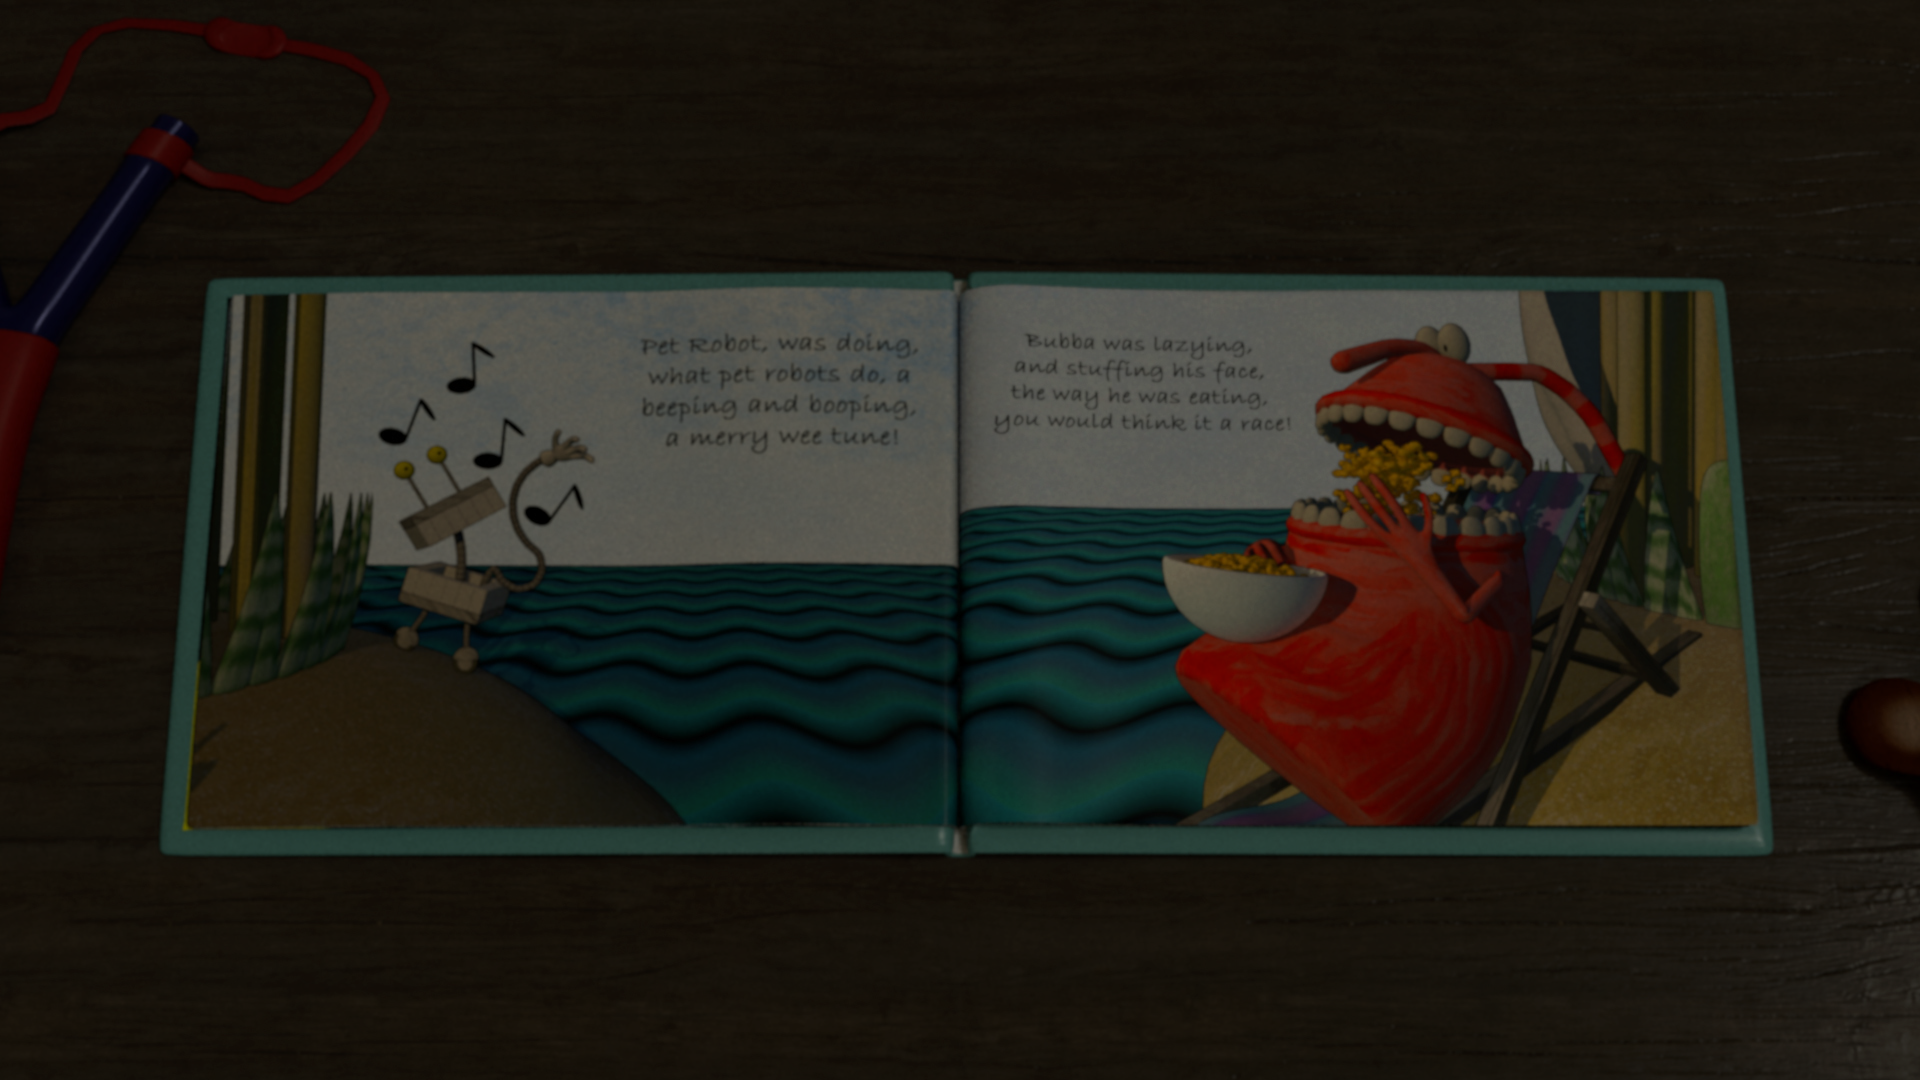 Pet Robot, was doing,
what pet robots do, a
beeping and booping,
a merry wee tune!
Bubba was lazying,
and stuffing his face,
the way he was eating,
you would think it a race!